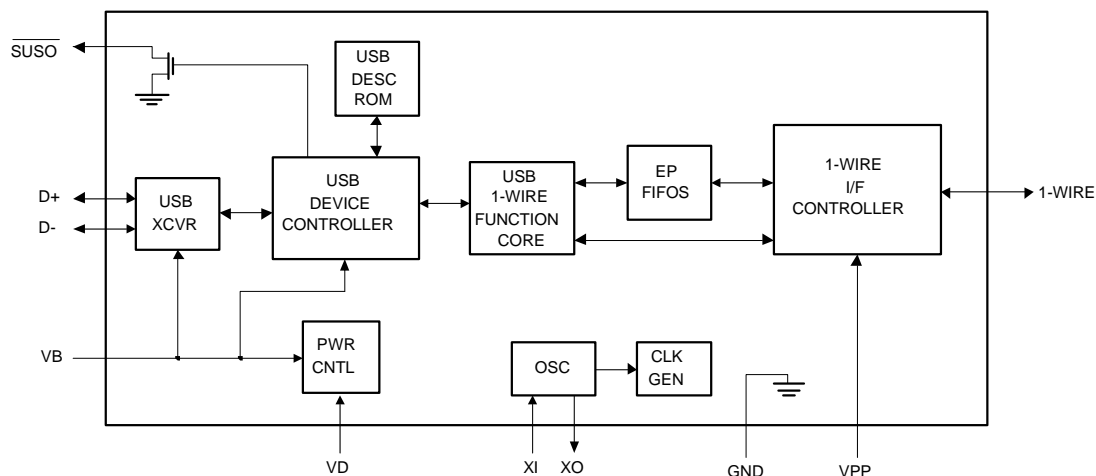 SUSO
USB
DESC
ROM
D+
D-
USB
XCVR
USB
DEVICE
CONTROLLER
USB
1-WIRE
FUNCTION
CORE
EP
FIFOS
1-WIRE
I/F
CONTROLLER
1-WIRE
VB
PWR
CNTL
OSC
CLK
GEN
VD
XI
XO
GND
VPP